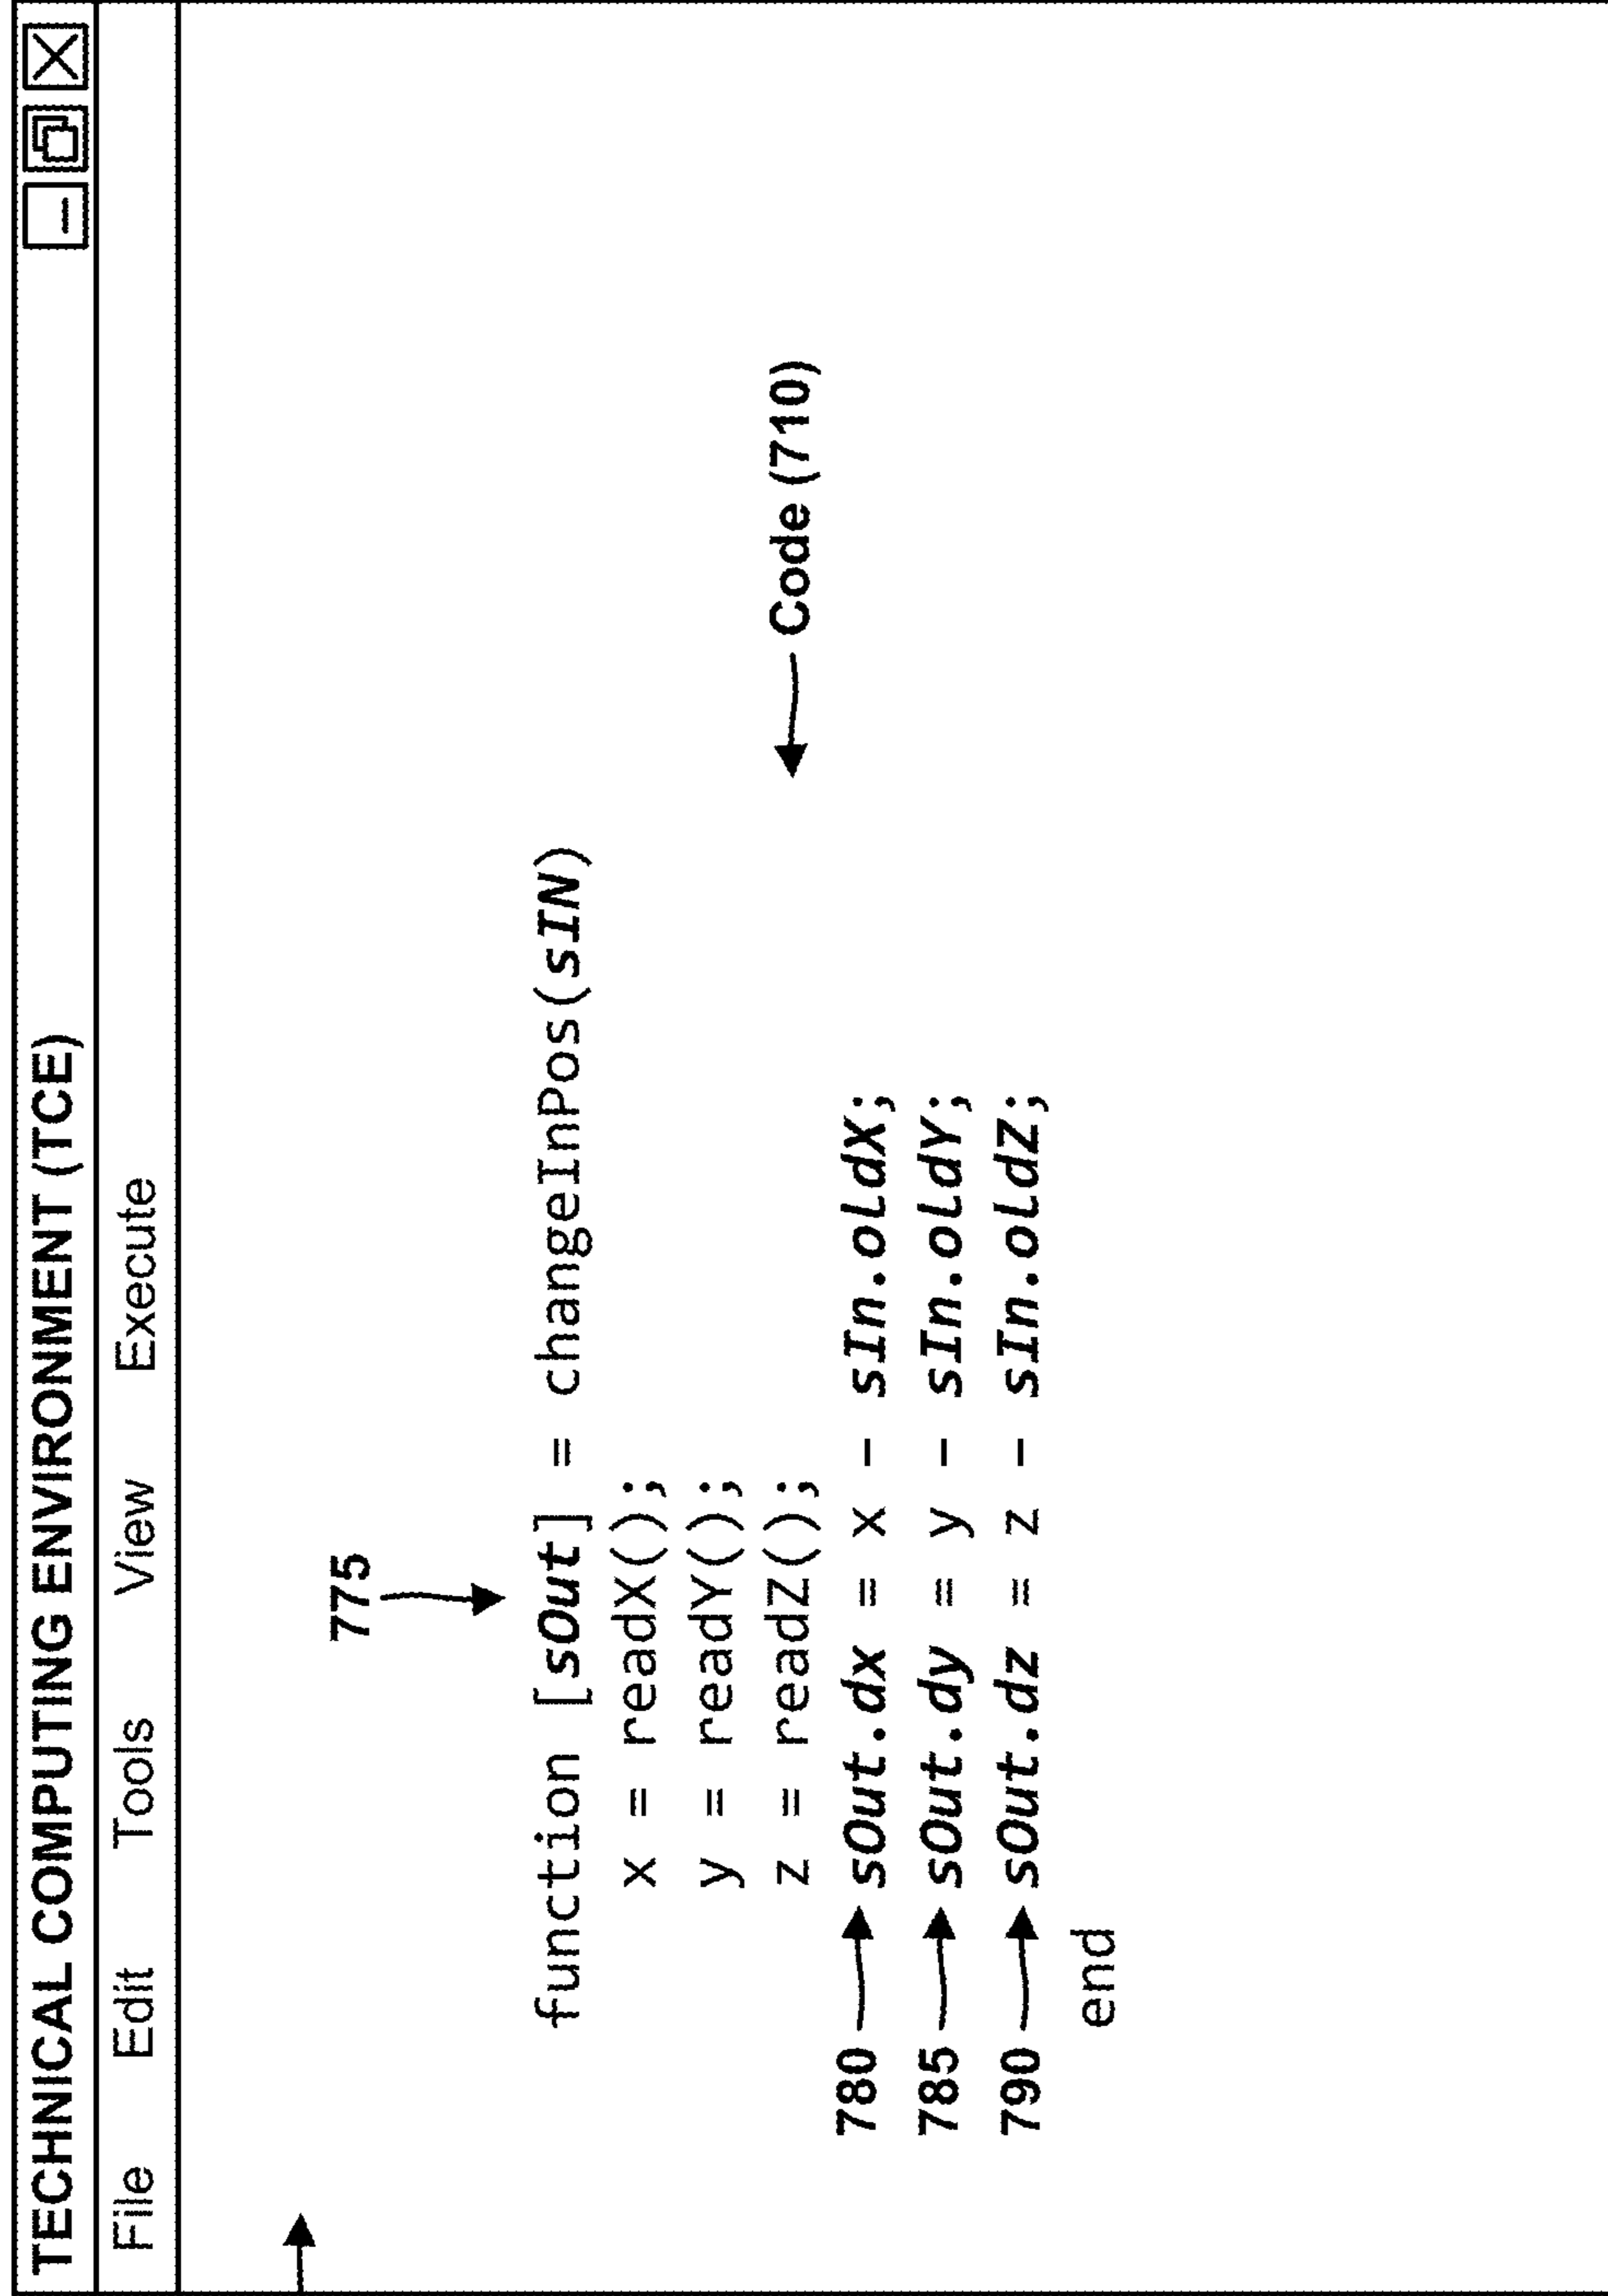 TECHNICAL COMPUTING ENVIRONMENT (TCE)
File Edit Tools View Execute
775
function [sOut] = changeInPos(sIN)
x = readX();
y = readY();
z = readZ();
Code (710)
780 sOut.dx = x - sIn.oldX;
785 sOut.dy = y - sIn.oldY;
790 sOut.dz = z - sIn.oldZ;
end